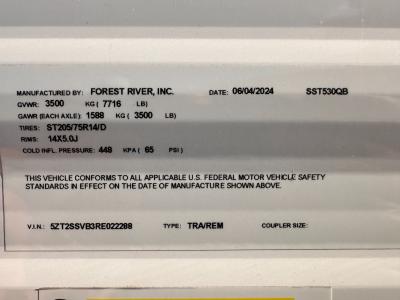 MANUFACTURED BY: FOREST RIVER, INC. DATE: 06/04/2024 SST530QB
GVWR: 3500 KG ( 7716 LB)
GAWR (EACH AXLE): 1588 KG ( 3500 LB)
TIRES: ST205/75R14/D
RIMS: 14X5.0J
COLD INFL. PRESSURE: 448 KPA ( 65 PSI)
THIS VEHICLE COMPLIES TO ALL APPLICABLE U.S. FEDERAL MOTOR VEHICLE SAFETY
STANDARDS IN EFFECT ON THE DATE OF MANUFACTURE SHOWN ABOVE.
V.I.N.: 5ZT2SSVB3RE022288 TYPE: TRA/REM COUPLER SIZE: